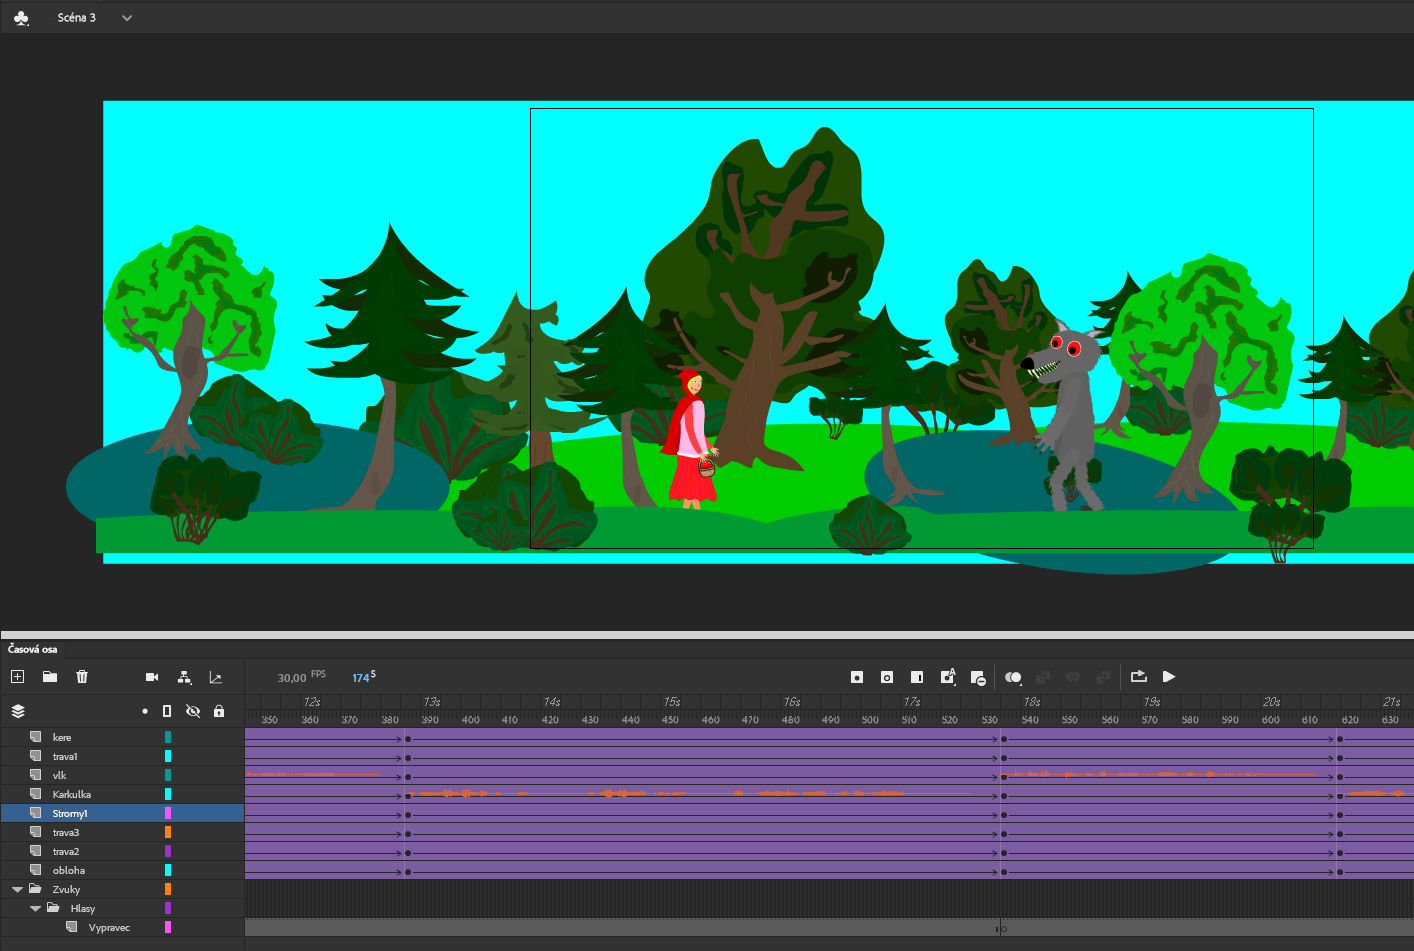 Scéna 3
Časová osa
30,00 FPS 174 S
12s 13s 14s 15s 16s 17s 18s 19s 20s 21s
350 360 370 380 390 400 410 420 430 440 450 460 470 480 490 500 510 520 530 540 550 560 570 580 590 600 610 620 630
kere
trava1
vlk
Karkulka
Stromy1
trava3
trava2
obloha
Zvuky
Hlasy
Vypravec